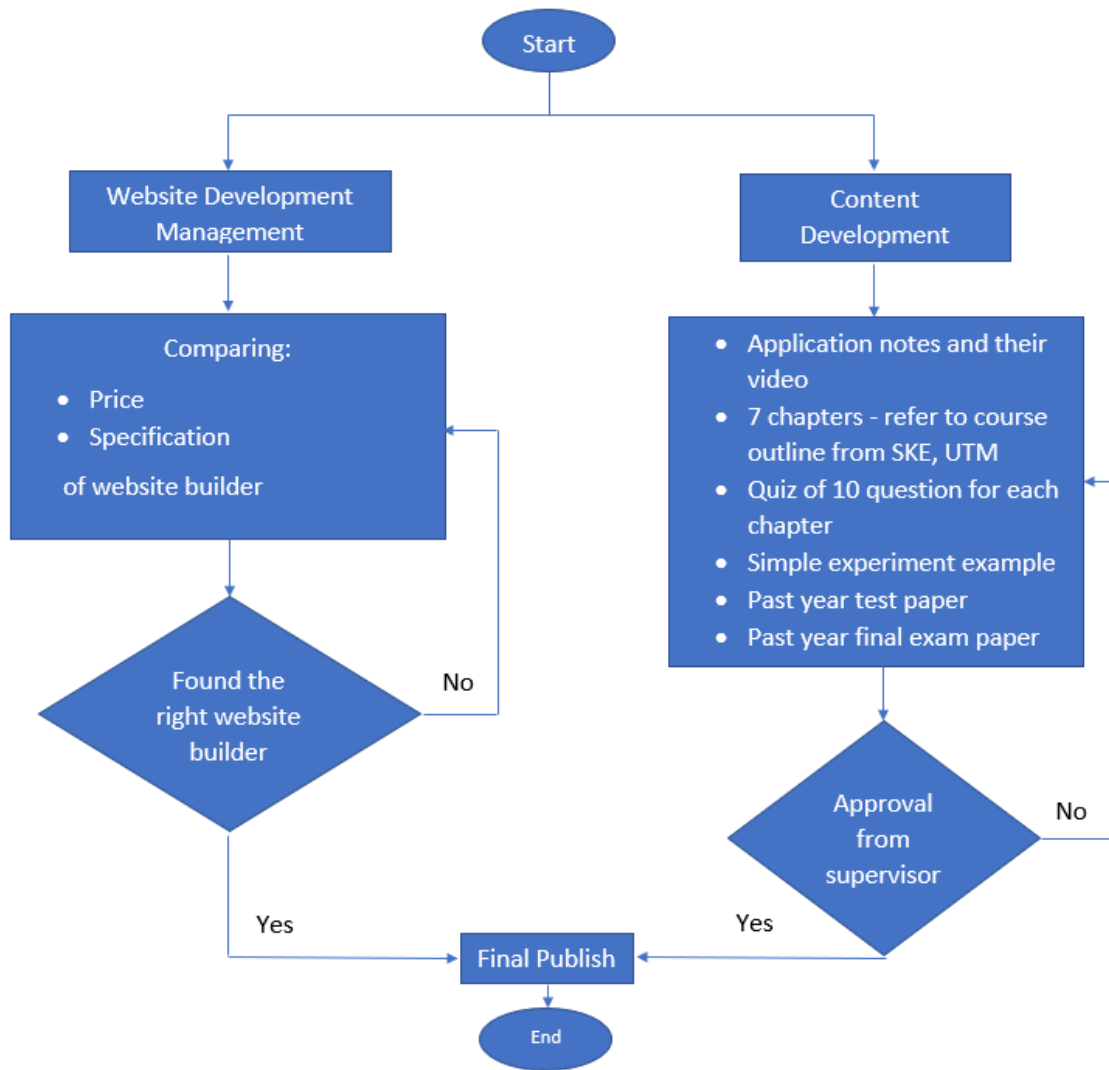 Start
Website Development
Management
Content
Development
Comparing:
• Price
• Specification
of website builder
• Application notes and their
video
• 7 chapters - refer to course
outline from SKE, UTM
• Quiz of 10 question for each
chapter
• Simple experiment example
• Past year test paper
• Past year final exam paper
Found the
right website
builder
No
Approval
from
supervisor
No
Yes
Yes
Final Publish
End